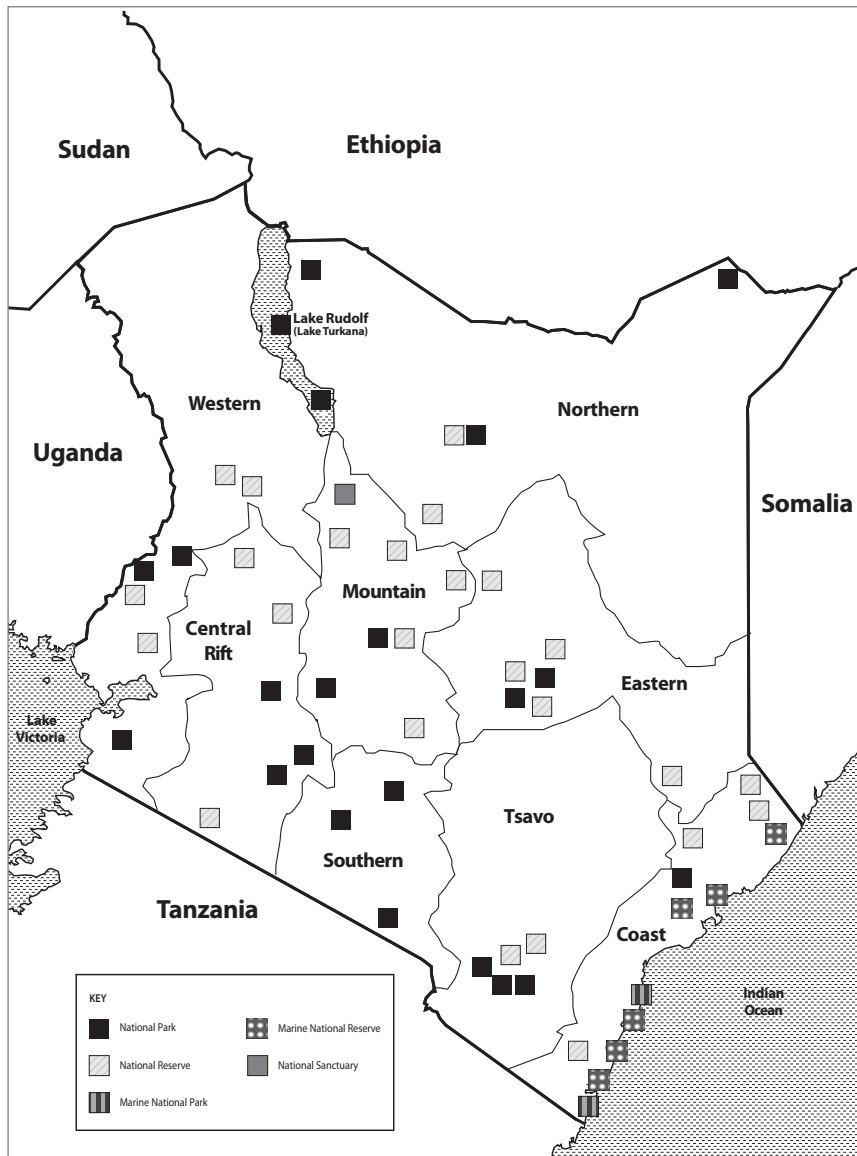 Sudan
Ethiopia
Lake Rudolf
(Lake Turkana)
Western
Northern
Uganda
Somalia
Mountain
Central
Rift
Eastern
Lake
Victoria
Tsavo
Southern
Tanzania
Coast
Indian
Ocean
KEY
National Park
Marine National Reserve
National Reserve
National Sanctuary
Marine National Park